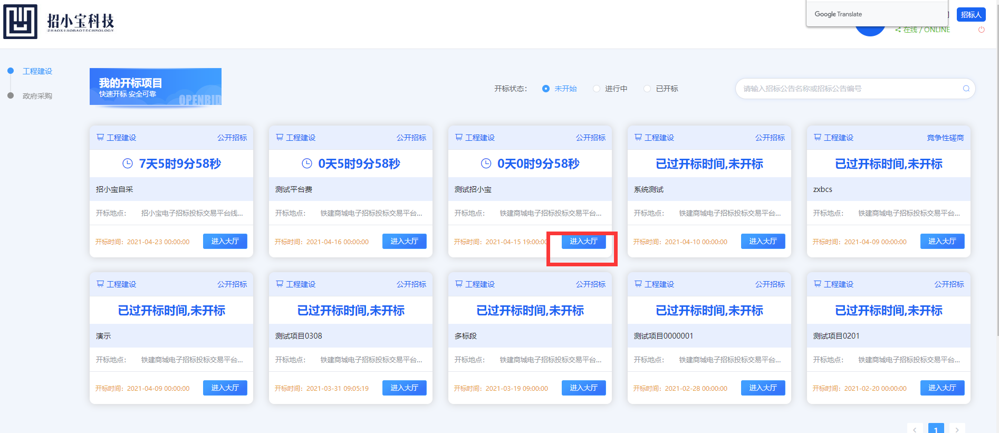 招小宝科技
ZHAOXIAOBAOTECHNOLOGY
Google Translate
招标人
在线 / ONLINE
工程建设
政府采购
我的开标项目
快速开标 安全可靠
OPENBID
开标状态：
未开始
进行中
已开标
请输入招标公告名称或招标公告编号
工程建设 公开招标
7天5时9分58秒
招小宝自采
开标地点： 招小宝电子招标投标交易平台线...
开标时间：2021-04-23 00:00:00 进入大厅
工程建设 公开招标
0天5时9分58秒
测试平台费
开标地点： 铁建商城电子招标投标交易平台...
开标时间：2021-04-16 00:00:00 进入大厅
工程建设 公开招标
0天0时9分58秒
测试招小宝
开标地点： 铁建商城电子招标投标交易平台...
开标时间：2021-04-15 19:00:00 进入大厅
工程建设 公开招标
已过开标时间,未开标
系统测试
开标地点： 铁建商城电子招标投标交易平台...
开标时间：2021-04-10 00:00:00 进入大厅
工程建设 竞争性磋商
已过开标时间,未开标
zxbcs
开标地点： 铁建商城电子招标投标交易平台...
开标时间：2021-04-09 00:00:00 进入大厅
工程建设 公开招标
已过开标时间,未开标
演示
开标地点： 铁建商城电子招标投标交易平台...
开标时间：2021-04-09 00:00:00 进入大厅
工程建设 公开招标
已过开标时间,未开标
测试项目0308
开标地点： 铁建商城电子招标投标交易平台...
开标时间：2021-03-31 09:05:19 进入大厅
工程建设 公开招标
已过开标时间,未开标
多标段
开标地点： 铁建商城电子招标投标交易平台...
开标时间：2021-03-19 09:00:00 进入大厅
工程建设 公开招标
已过开标时间,未开标
测试项目0000001
开标地点： 铁建商城电子招标投标交易平台...
开标时间：2021-02-28 00:00:00 进入大厅
工程建设 公开招标
已过开标时间,未开标
测试项目0201
开标地点： 铁建商城电子招标投标交易平台...
开标时间：2021-02-20 00:00:00 进入大厅
1